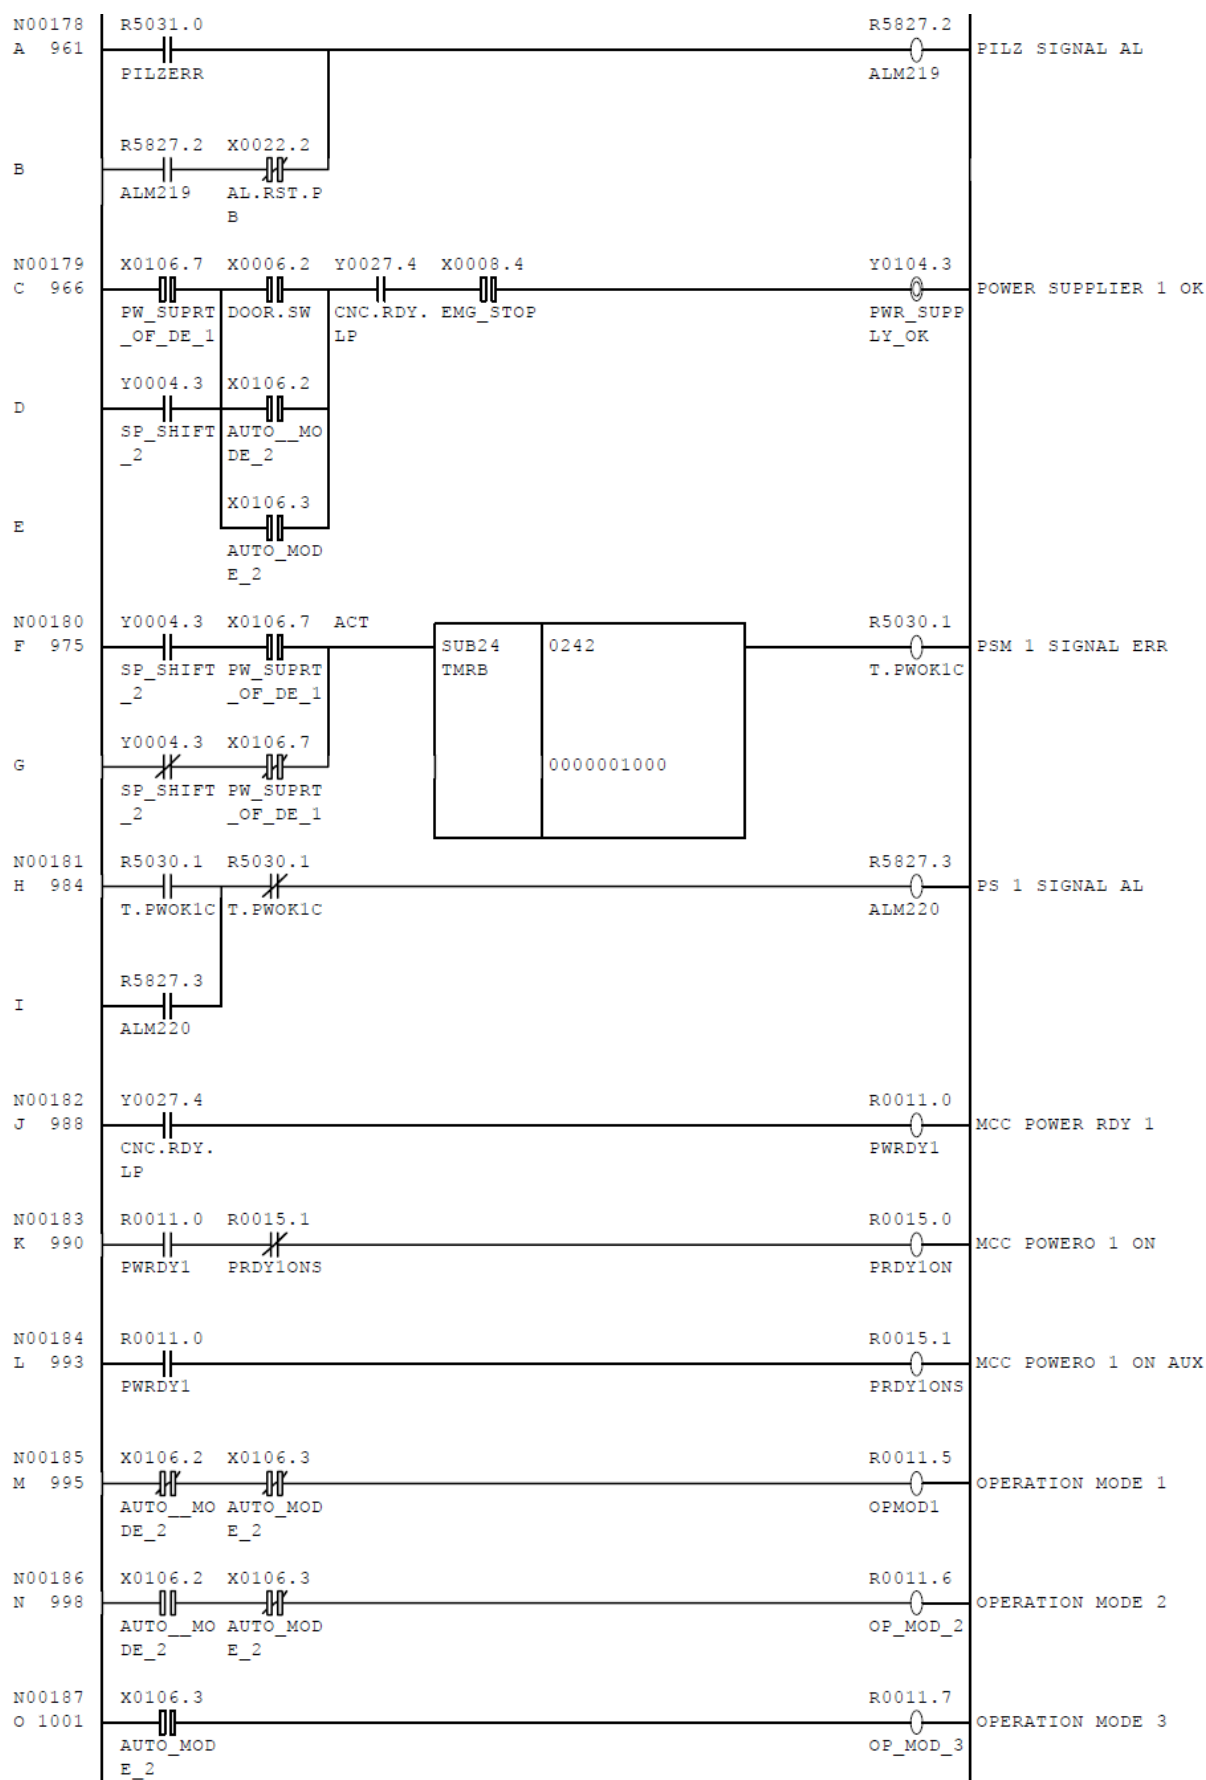 N00178 R5031.0 R5827.2
A 961 PILZ SIGNAL AL
PILZERR ALM219
R5827.2 X0022.2
B
ALM219 AL.RST.P
B
N00179 X0106.7 X0006.2 Y0027.4 X0008.4 Y0104.3
C 966 POWER SUPPLIER 1 OK
PW_SUPRT DOOR.SW CNC.RDY. EMG_STOP PWR_SUPP
_OF_DE_1 LP LY_OK
Y0004.3 X0106.2
D
SP_SHIFT AUTO__MO
_2 DE_2
X0106.3
E
AUTO_MOD
E_2
N00180 Y0004.3 X0106.7 ACT R5030.1
F 975 SUB24 0242 PSM 1 SIGNAL ERR
SP_SHIFT PW_SUPRT TMRB T.PWOK1C
_2 _OF_DE_1
Y0004.3 X0106.7
G 0000001000
SP_SHIFT PW_SUPRT
_2 _OF_DE_1
N00181 R5030.1 R5030.1 R5827.3
H 984 PS 1 SIGNAL AL
T.PWOK1C T.PWOK1C ALM220
R5827.3
I
ALM220
N00182 Y0027.4 R0011.0
J 988 MCC POWER RDY 1
CNC.RDY. PWRDY1
LP
N00183 R0011.0 R0015.1 R0015.0
K 990 MCC POWERO 1 ON
PWRDY1 PRDY1ONS PRDY1ON
N00184 R0011.0 R0015.1
L 993 MCC POWERO 1 ON AUX
PWRDY1 PRDY1ONS
N00185 X0106.2 X0106.3 R0011.5
M 995 OPERATION MODE 1
AUTO__MO AUTO_MOD OPMOD1
DE_2 E_2
N00186 X0106.2 X0106.3 R0011.6
N 998 OPERATION MODE 2
AUTO__MO AUTO_MOD OP_MOD_2
DE_2 E_2
N00187 X0106.3 R0011.7
O 1001 OPERATION MODE 3
AUTO_MOD OP_MOD_3
E_2